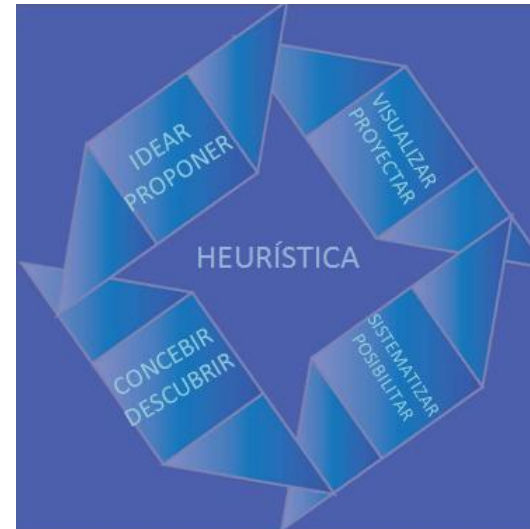 IDEAR
PROPONER
VISUALIZAR
PROYECTAR
HEURÍSTICA
CONCEBIR
DESCUBRIR
SISTEMATIZAR
POSIBILITAR